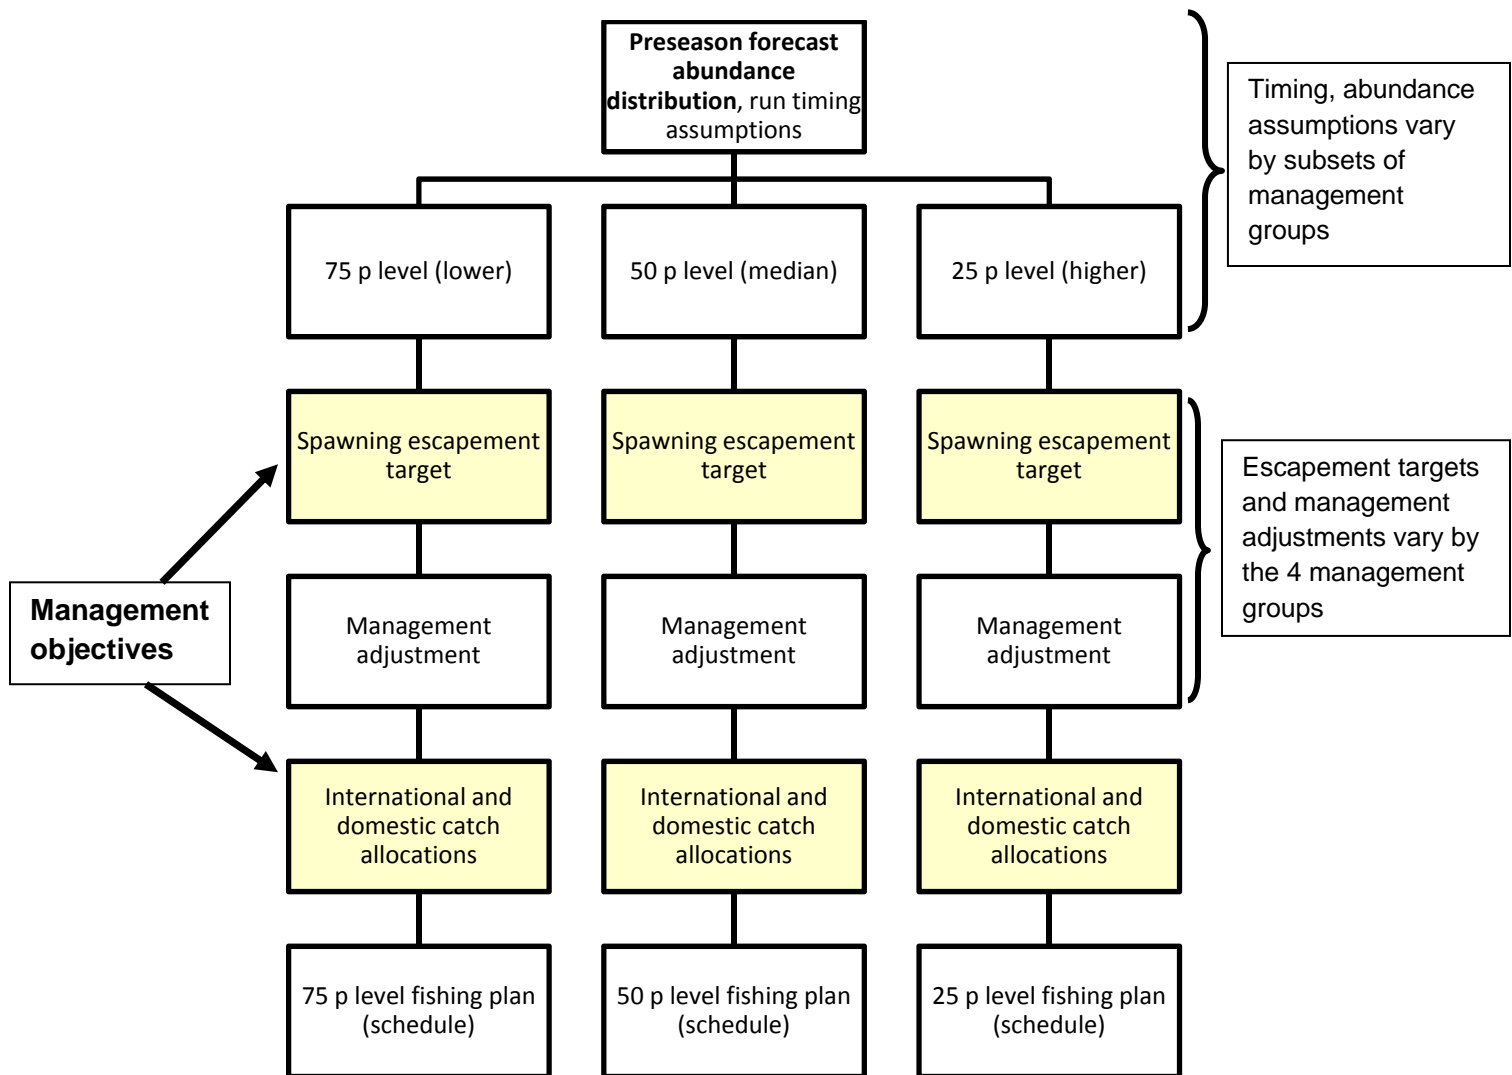 Preseason forecast
abundance
distribution, run timing
assumptions
Timing, abundance
assumptions vary
by subsets of
management
groups
75 p level (lower)
50 p level (median)
25 p level (higher)
Spawning escapement
target
Spawning escapement
target
Spawning escapement
target
Escapement targets
and management
adjustments vary by
the 4 management
groups
Management
objectives
Management
adjustment
Management
adjustment
Management
adjustment
International and
domestic catch
allocations
International and
domestic catch
allocations
International and
domestic catch
allocations
75 p level fishing plan
(schedule)
50 p level fishing plan
(schedule)
25 p level fishing plan
(schedule)